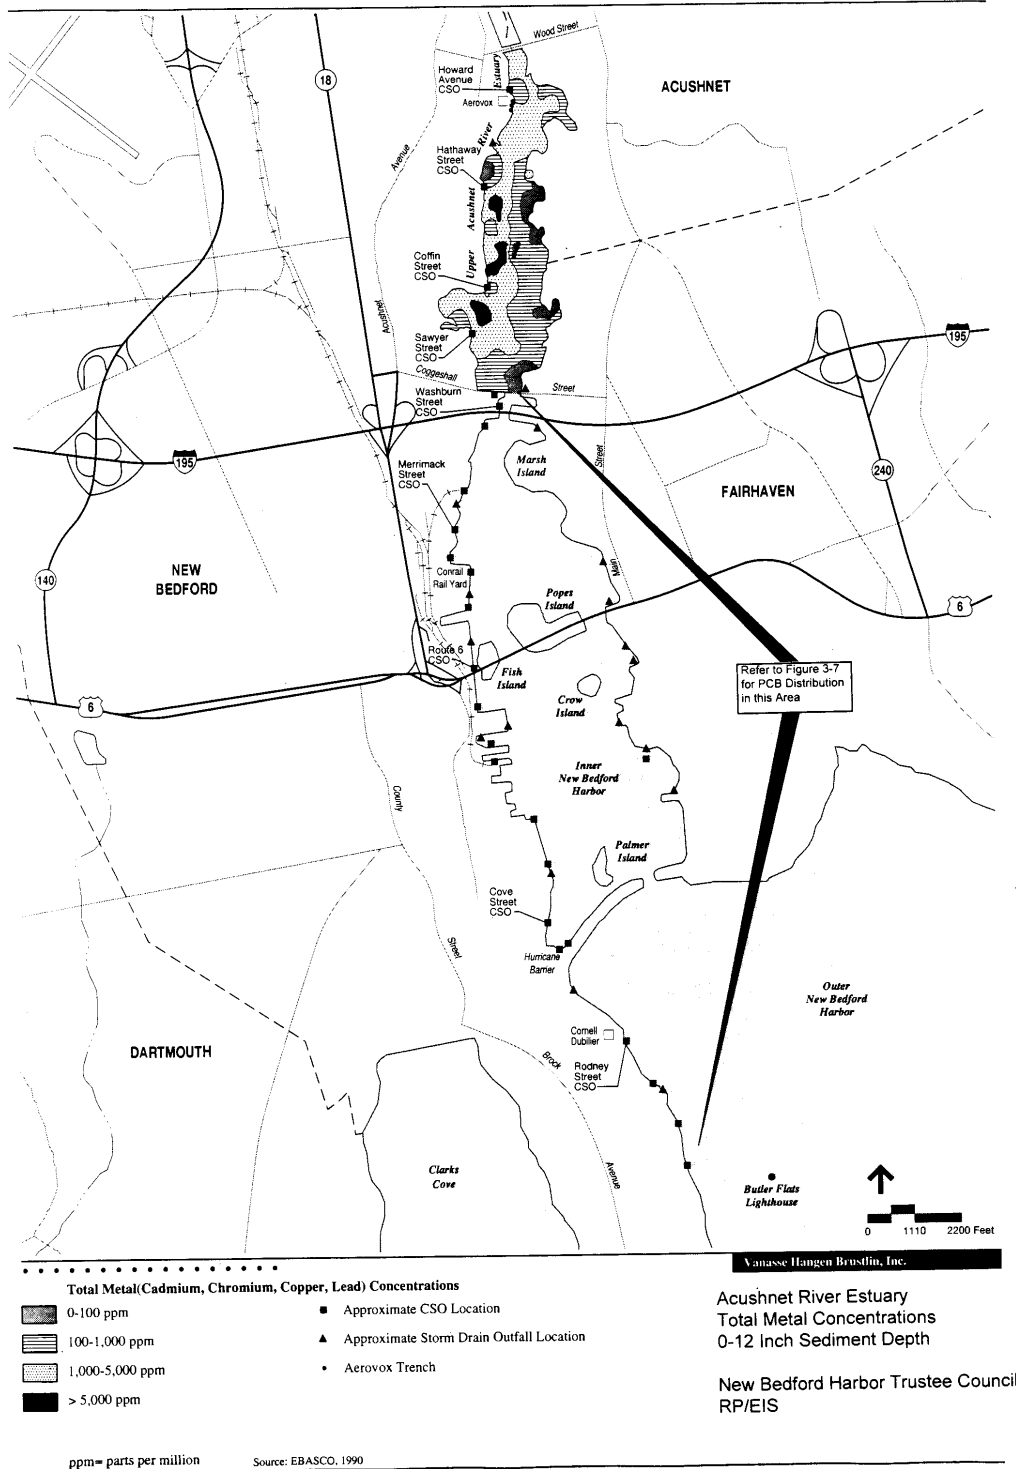 Wood Street
18
Howard
Avenue
CSO
Estuary
ACUSHNET
Aerovox
River
Avenue
Hathaway
Street
CSO
Acushnet
Upper
Coffin
Street
CSO
Acushnet
Sawyer
Street
CSO
195
Coggeshall
Street
Washburn
Street
CSO
195
Merrimack
Street
CSO
Marsh
Island
Street
240
FAIRHAVEN
NEW
BEDFORD
140
Conrail
Rail Yard
Main
Popes
Island
6
Route 6
CSO
Fish
Island
Refer to Figure 3-7
for PCB Distribution
in this Area
Crow
Island
6
Inner
New Bedford
Harbor
County
Palmer
Island
Cove
Street
CSO
Street
Hurricane
Barrier
Outer
New Bedford
Harbor
Cornell
Dubilier
DARTMOUTH
Brock
Rodney
Street
CSO
Clarks
Cove
Avenue
Butler Flats
Lighthouse
0 1110 2200 Feet
Vanasse Hangen Brustlin, Inc.
Total Metal(Cadmium, Chromium, Copper, Lead) Concentrations
0-100 ppm
100-1,000 ppm
1,000-5,000 ppm
> 5,000 ppm
Approximate CSO Location
Approximate Storm Drain Outfall Location
Aerovox Trench
Acushnet River Estuary
Total Metal Concentrations
0-12 Inch Sediment Depth
New Bedford Harbor Trustee Council
RP/EIS
ppm= parts per million
Source: EBASCO, 1990